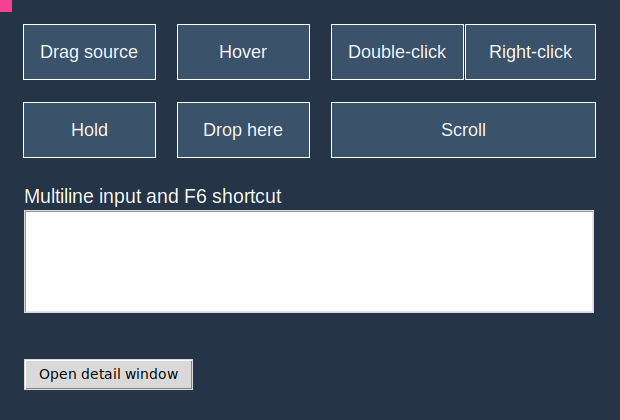 Drag source
Hover
Double-click
Right-click
Hold
Drop here
Scroll
Multiline input and F6 shortcut
Open detail window